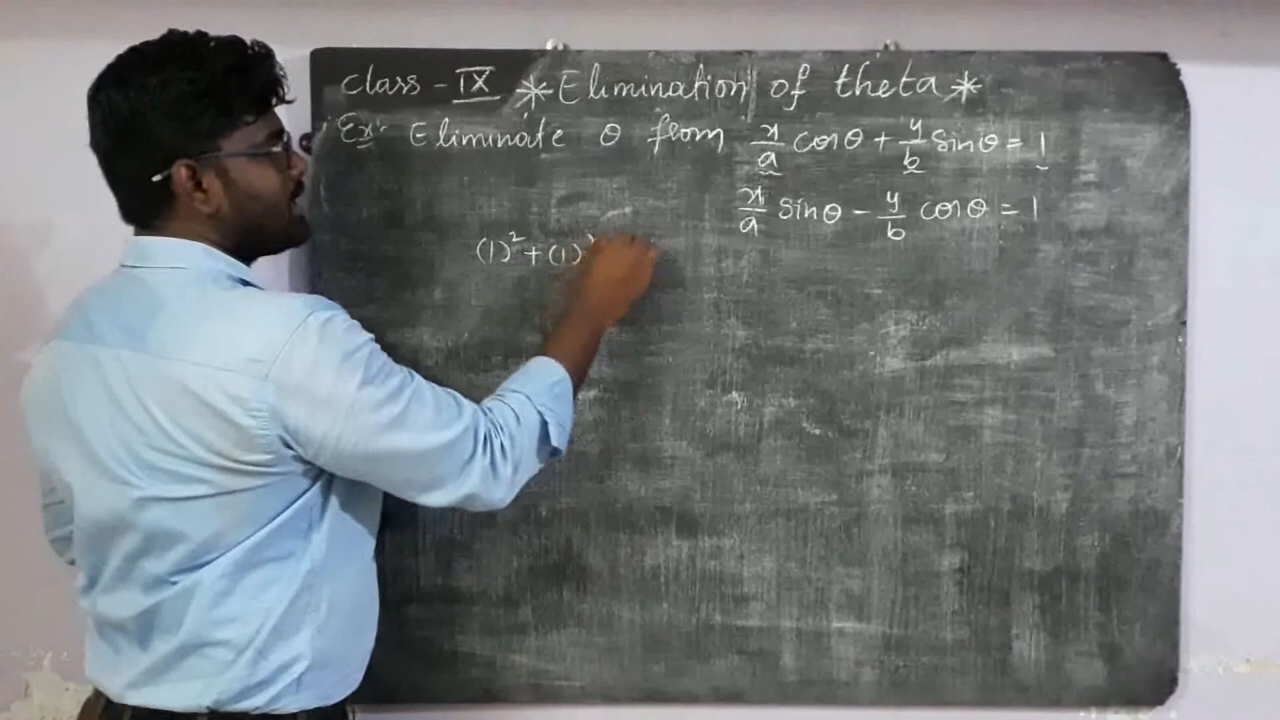 Class - IX * Elimination of theta *
Ex: Eliminate θ from x/a cosθ + y/b sinθ = 1
x/a sinθ - y/b cosθ = 1
(1)² + (1)²